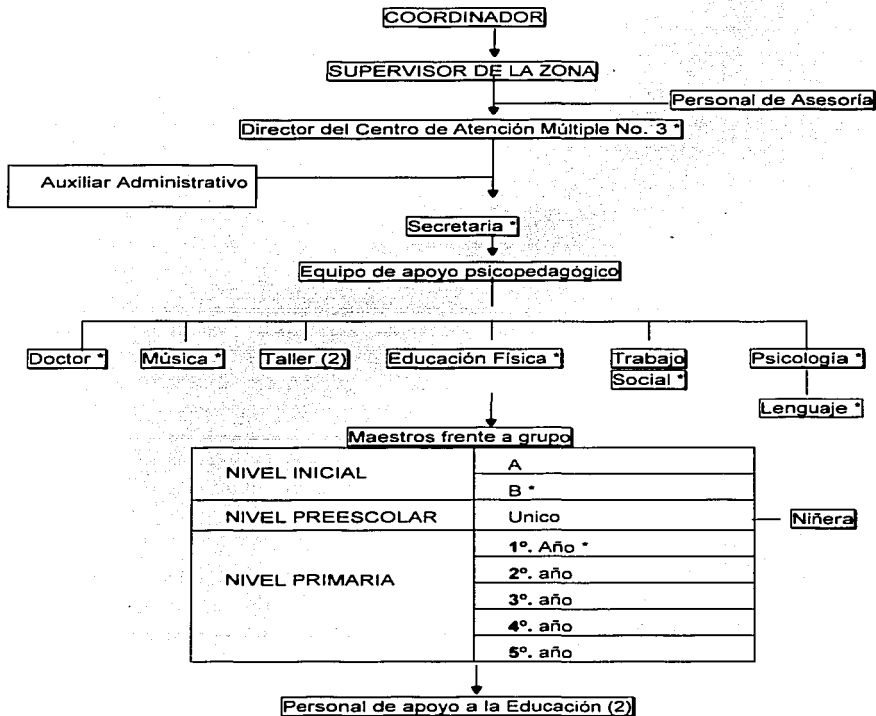 COORDINADOR
SUPERVISOR DE LA ZONA
Personal de Asesoría
Director del Centro de Atención Múltiple No. 3 *
Auxiliar Administrativo
Secretaria *
Equipo de apoyo psicopedagógico
Doctor *
Música *
Taller (2)
Educación Física *
Trabajo
Social *
Psicología *
Lenguaje *
Maestros frente a grupo
NIVEL INICIAL
A
B *
NIVEL PREESCOLAR
Unico
Niñera
NIVEL PRIMARIA
1º. Año *
2º. año
3º. año
4º. año
5º. año
Personal de apoyo a la Educación (2)